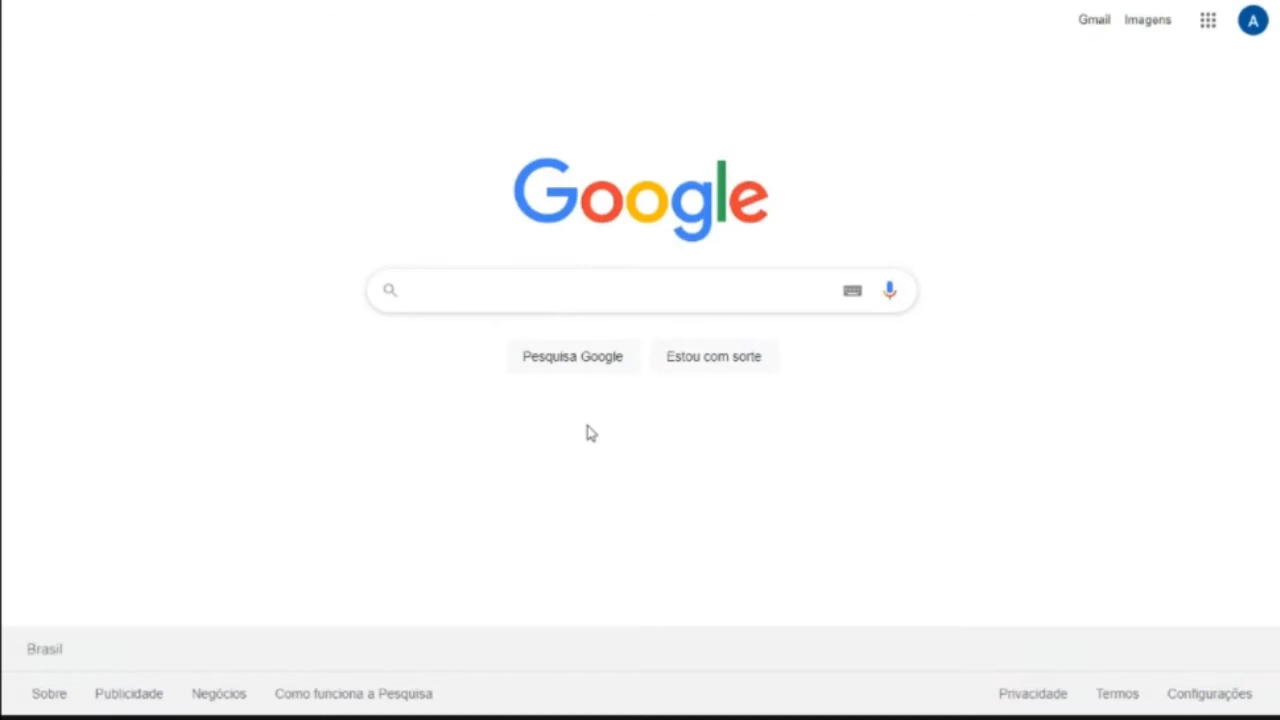 Gmail Imagens A
Google
Pesquisa Google Estou com sorte
Brasil
Sobre Publicidade Negócios Como funciona a Pesquisa Privacidade Termos Configurações